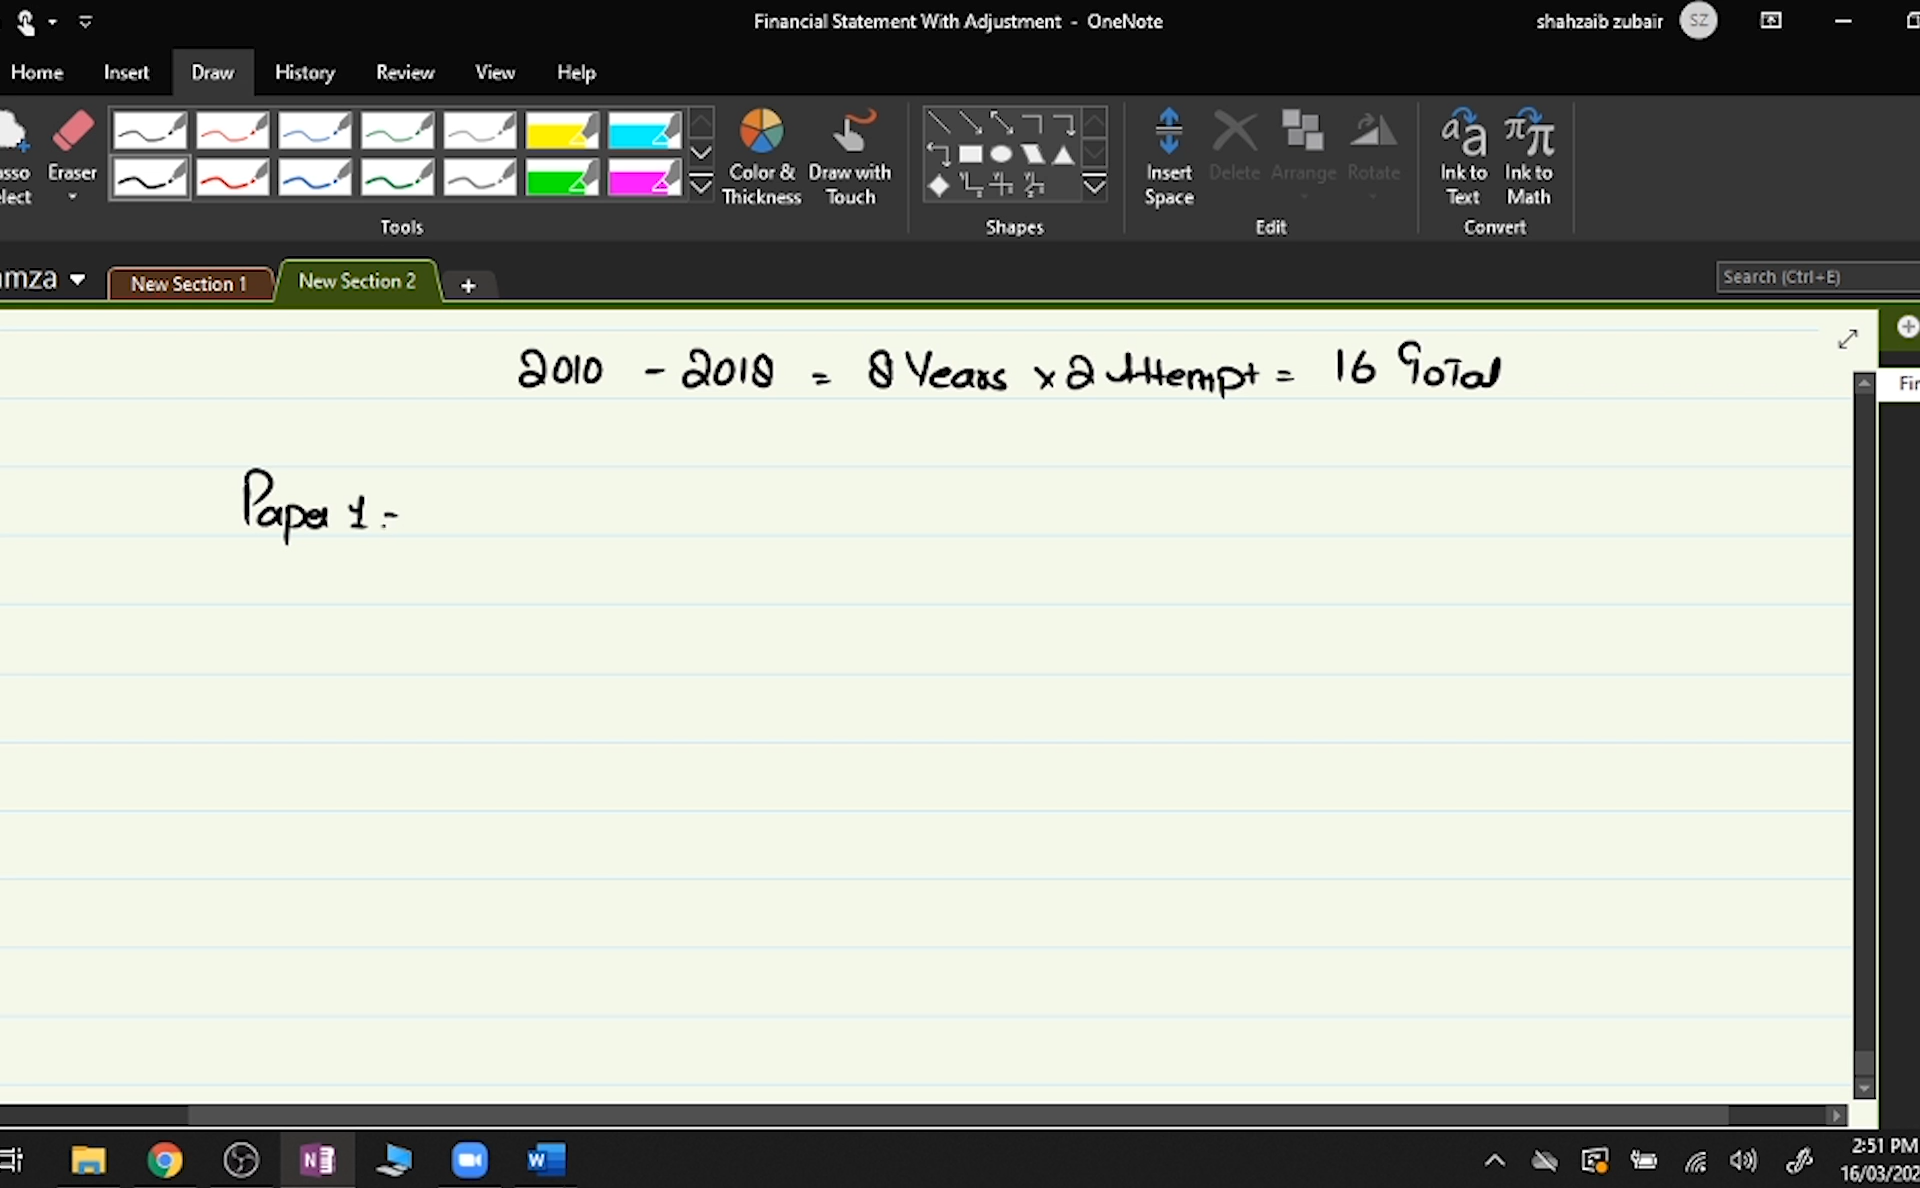 Financial Statement With Adjustment - OneNote
shahzaib zubair SZ
Home Insert Draw History Review View Help
Eraser
Color & Thickness
Draw with Touch
Insert Space
Delete Arrange Rotate
Ink to Text
Ink to Math
Tools Shapes Edit Convert
New Section 1 New Section 2 +
Search (Ctrl+E)
2010 - 2018 = 8 Years x 2 Attempt = 16 Total
Paper 1 :-
2:51 PM